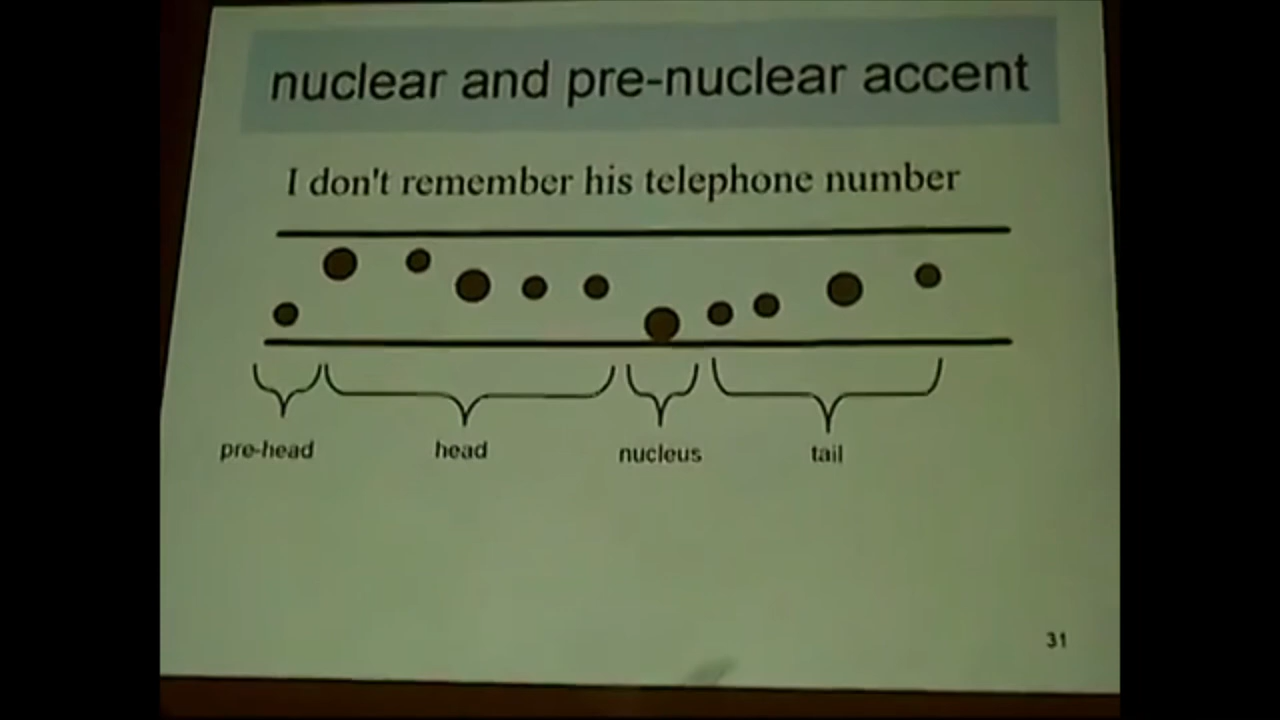 nuclear and pre-nuclear accent
I don't remember his telephone number
pre-head head nucleus tail
31